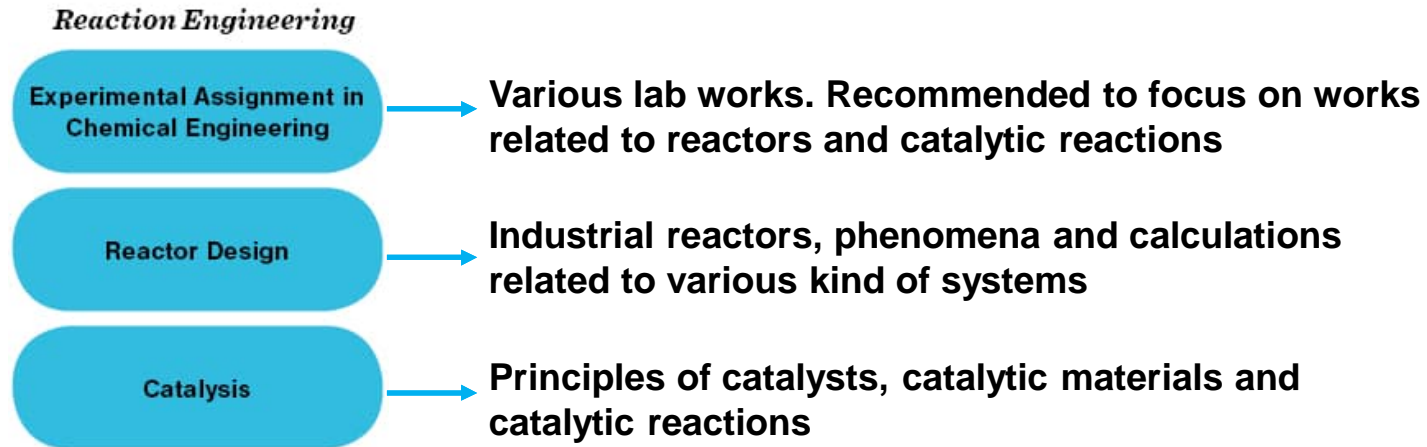 Reaction Engineering
Experimental Assignment in
Chemical Engineering
Various lab works. Recommended to focus on works
related to reactors and catalytic reactions
Reactor Design
Industrial reactors, phenomena and calculations
related to various kind of systems
Catalysis
Principles of catalysts, catalytic materials and
catalytic reactions